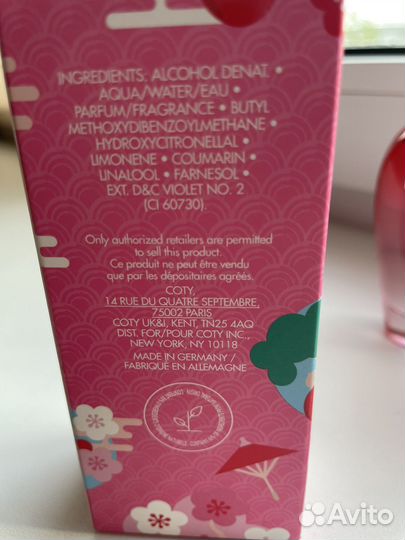 INGREDIENTS: ALCOHOL DENAT. •
AQUA/WATER/EAU •
PARFUM/FRAGRANCE • BUTYL
METHOXYDIBENZOYLMETHANE •
HYDROXYCITRONELLAL •
LIMONENE • COUMARIN •
LINALOOL • FARNESOL •
EXT. D&C VIOLET NO. 2
(CI 60730).
Only authorized retailers are permitted
to sell this product.
Ce produit ne peut être vendu
que par les dépositaires agréés.
COTY,
14 RUE DU QUATRE SEPTEMBRE,
75002 PARIS
COTY UK&I, KENT, TN25 4AQ
DIST. FOR/POUR COTY INC.,
NEW YORK, NY 10118
MADE IN GERMANY /
FABRIQUÉ EN ALLEMAGNE
Avito